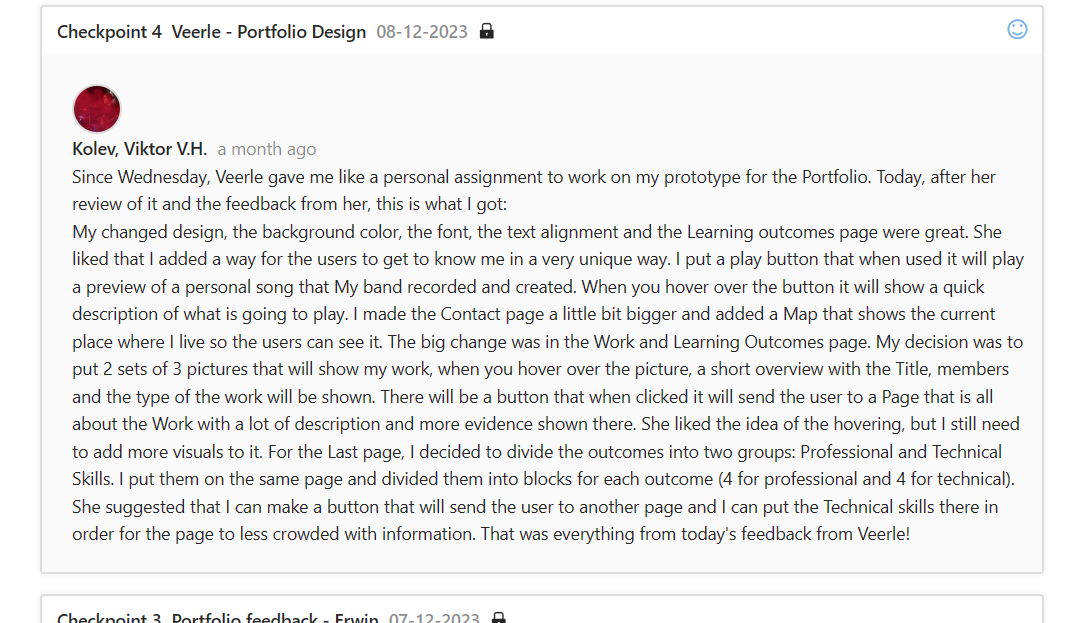 Checkpoint 4 Veerle - Portfolio Design 08-12-2023
Kolev, Viktor V.H. a month ago
Since Wednesday, Veerle gave me like a personal assignment to work on my prototype for the Portfolio. Today, after her
review of it and the feedback from her, this is what I got:
My changed design, the background color, the font, the text alignment and the Learning outcomes page were great. She
liked that I added a way for the users to get to know me in a very unique way. I put a play button that when used it will play
a preview of a personal song that My band recorded and created. When you hover over the button it will show a quick
description of what is going to play. I made the Contact page a little bit bigger and added a Map that shows the current
place where I live so the users can see it. The big change was in the Work and Learning Outcomes page. My decision was to
put 2 sets of 3 pictures that will show my work, when you hover over the picture, a short overview with the Title, members
and the type of the work will be shown. There will be a button that when clicked it will send the user to a Page that is all
about the Work with a lot of description and more evidence shown there. She liked the idea of the hovering, but I still need
to add more visuals to it. For the Last page, I decided to divide the outcomes into two groups: Professional and Technical
Skills. I put them on the same page and divided them into blocks for each outcome (4 for professional and 4 for technical).
She suggested that I can make a button that will send the user to another page and I can put the Technical skills there in
order for the page to less crowded with information. That was everything from today's feedback from Veerle!
Checkpoint 3 Portfolio feedback - Erwin 07-12-2023